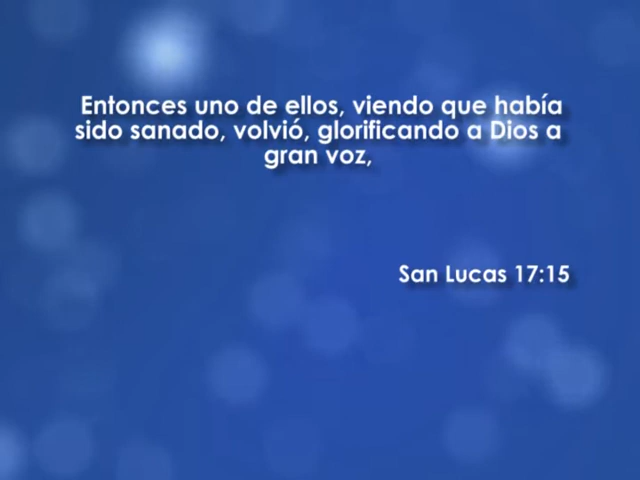 Entonces uno de ellos, viendo que había
sido sanado, volvió, glorificando a Dios a
gran voz,
San Lucas 17:15